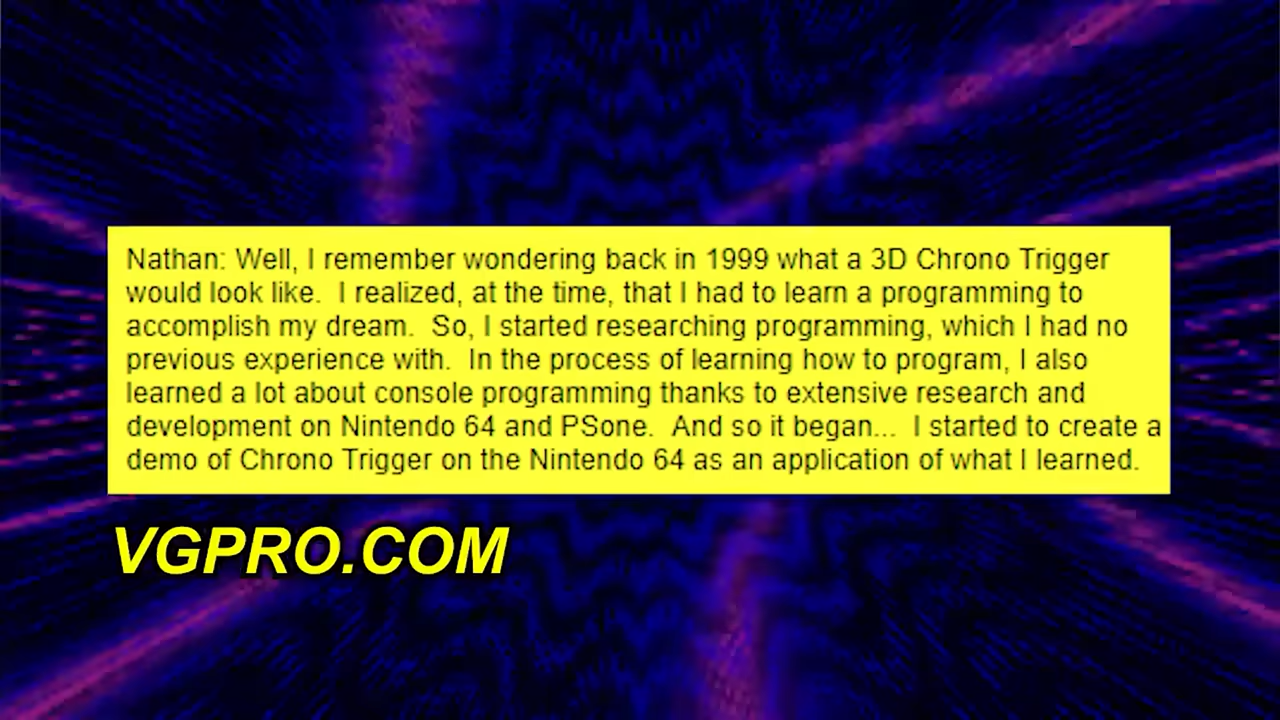 Nathan: Well, I remember wondering back in 1999 what a 3D Chrono Trigger
would look like.  I realized, at the time, that I had to learn a programming to
accomplish my dream.  So, I started researching programming, which I had no
previous experience with.  In the process of learning how to program, I also
learned a lot about console programming thanks to extensive research and
development on Nintendo 64 and PSone.  And so it began...  I started to create a
demo of Chrono Trigger on the Nintendo 64 as an application of what I learned.
VGPRO.COM